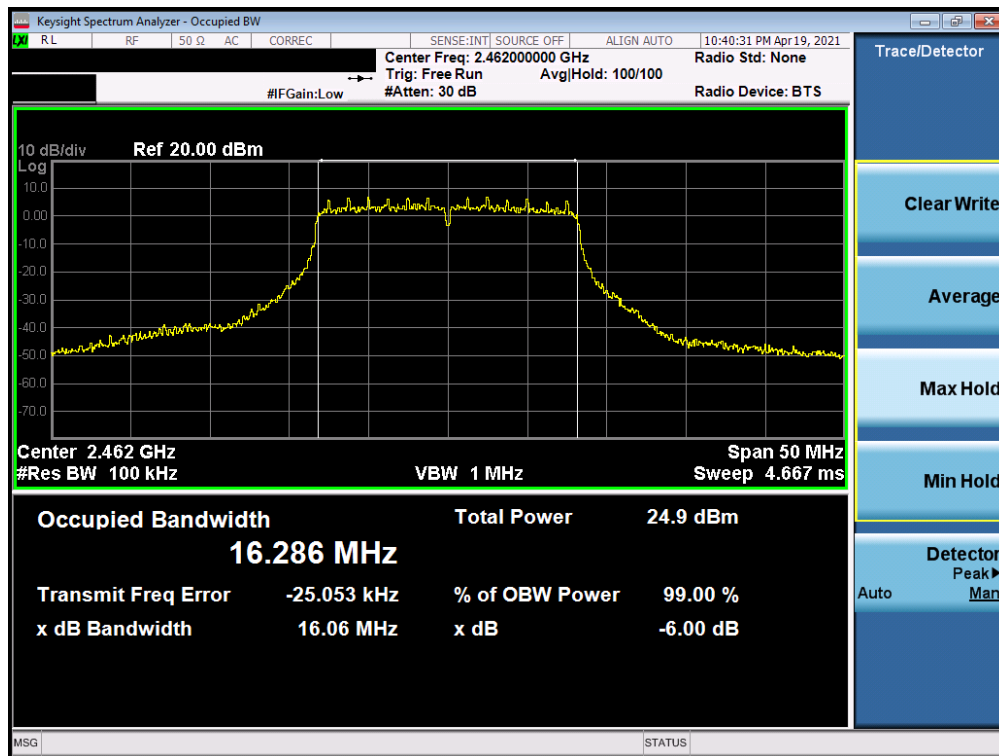 Keysight Spectrum Analyzer - Occupied BW
LXI RL RF 50 Ω AC CORREC SENSE:INT SOURCE OFF ALIGN AUTO 10:40:31 PM Apr 19, 2021
Center Freq: 2.462000000 GHz Radio Std: None
Trig: Free Run Avg|Hold: 100/100
#IFGain:Low #Atten: 30 dB Radio Device: BTS
Trace/Detector
10 dB/div Ref 20.00 dBm
Log
10.0
0.00
-10.0
-20.0
-30.0
-40.0
-50.0
-60.0
-70.0
Center 2.462 GHz Span 50 MHz
#Res BW 100 kHz VBW 1 MHz Sweep 4.667 ms
Occupied Bandwidth Total Power 24.9 dBm
16.286 MHz
Transmit Freq Error -25.053 kHz % of OBW Power 99.00 %
x dB Bandwidth 16.06 MHz x dB -6.00 dB
Clear Write
Average
Max Hold
Min Hold
Detector
Peak▶
Auto Man
MSG STATUS